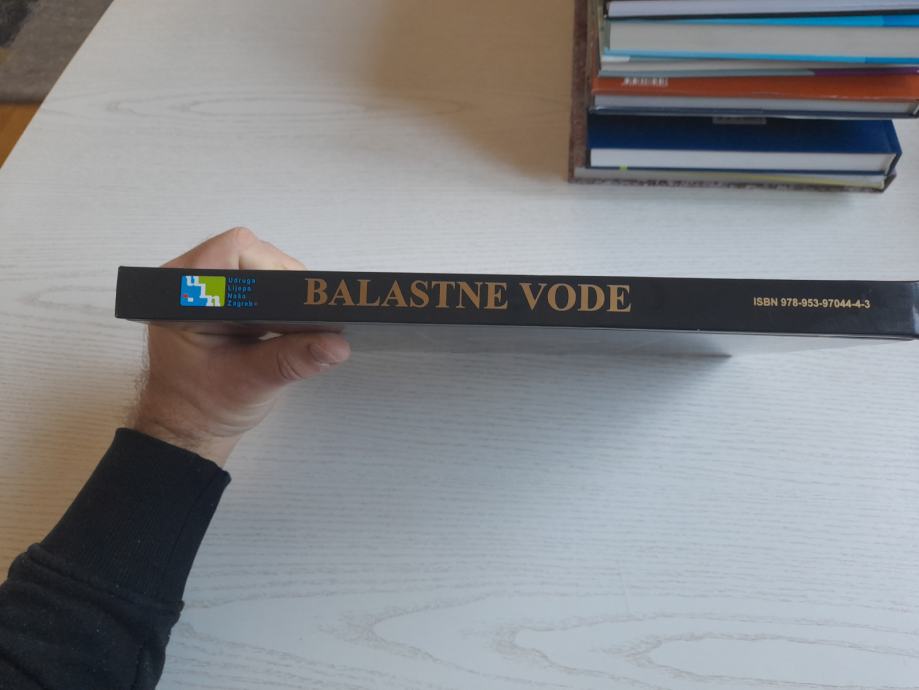 Udruga
Lijepa
Naša
Zagreb
BALASTNE VODE
ISBN 978-953-97044-4-3